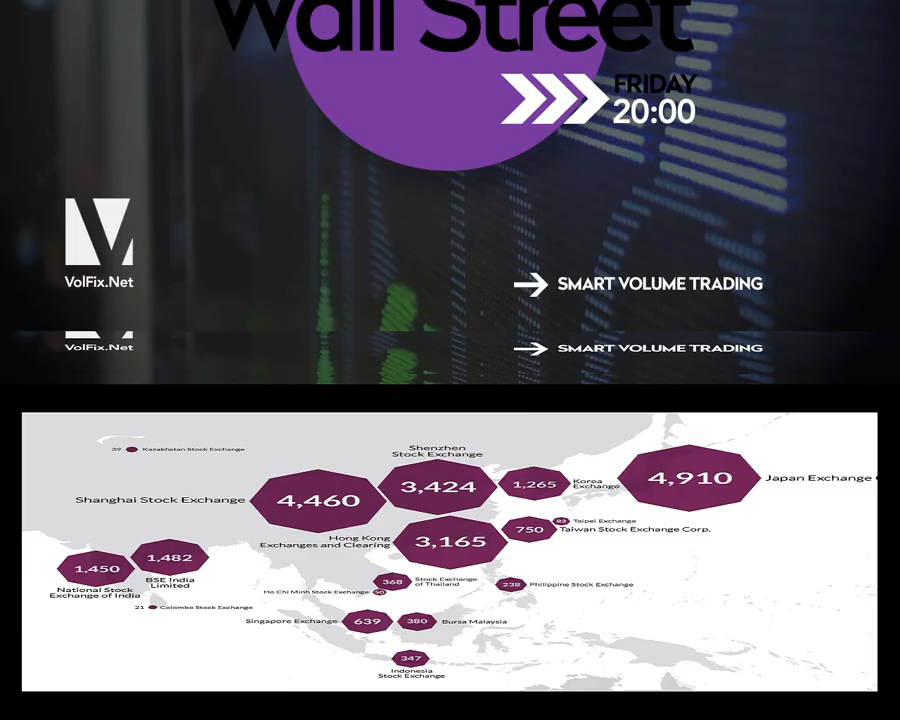 Wall Street
FRIDAY
20:00
VolFix.Net
SMART VOLUME TRADING
VolFix.Net
SMART VOLUME TRADING
39 Kazakhstan Stock Exchange
Shenzhen
Stock Exchange
Shanghai Stock Exchange
4,460
3,424
1,265
Korea
Exchange
4,910
Japan Exchange
Hong Kong
Exchanges and Clearing
3,165
750
82
Taipei Exchange
Taiwan Stock Exchange Corp.
1,450
National Stock
Exchange of India
1,482
BSE India
Limited
368
Stock Exchange
of Thailand
Ho Chi Minh Stock Exchange
238
Philippine Stock Exchange
21 Colombo Stock Exchange
Singapore Exchange
639
380
Bursa Malaysia
347
Indonesia
Stock Exchange